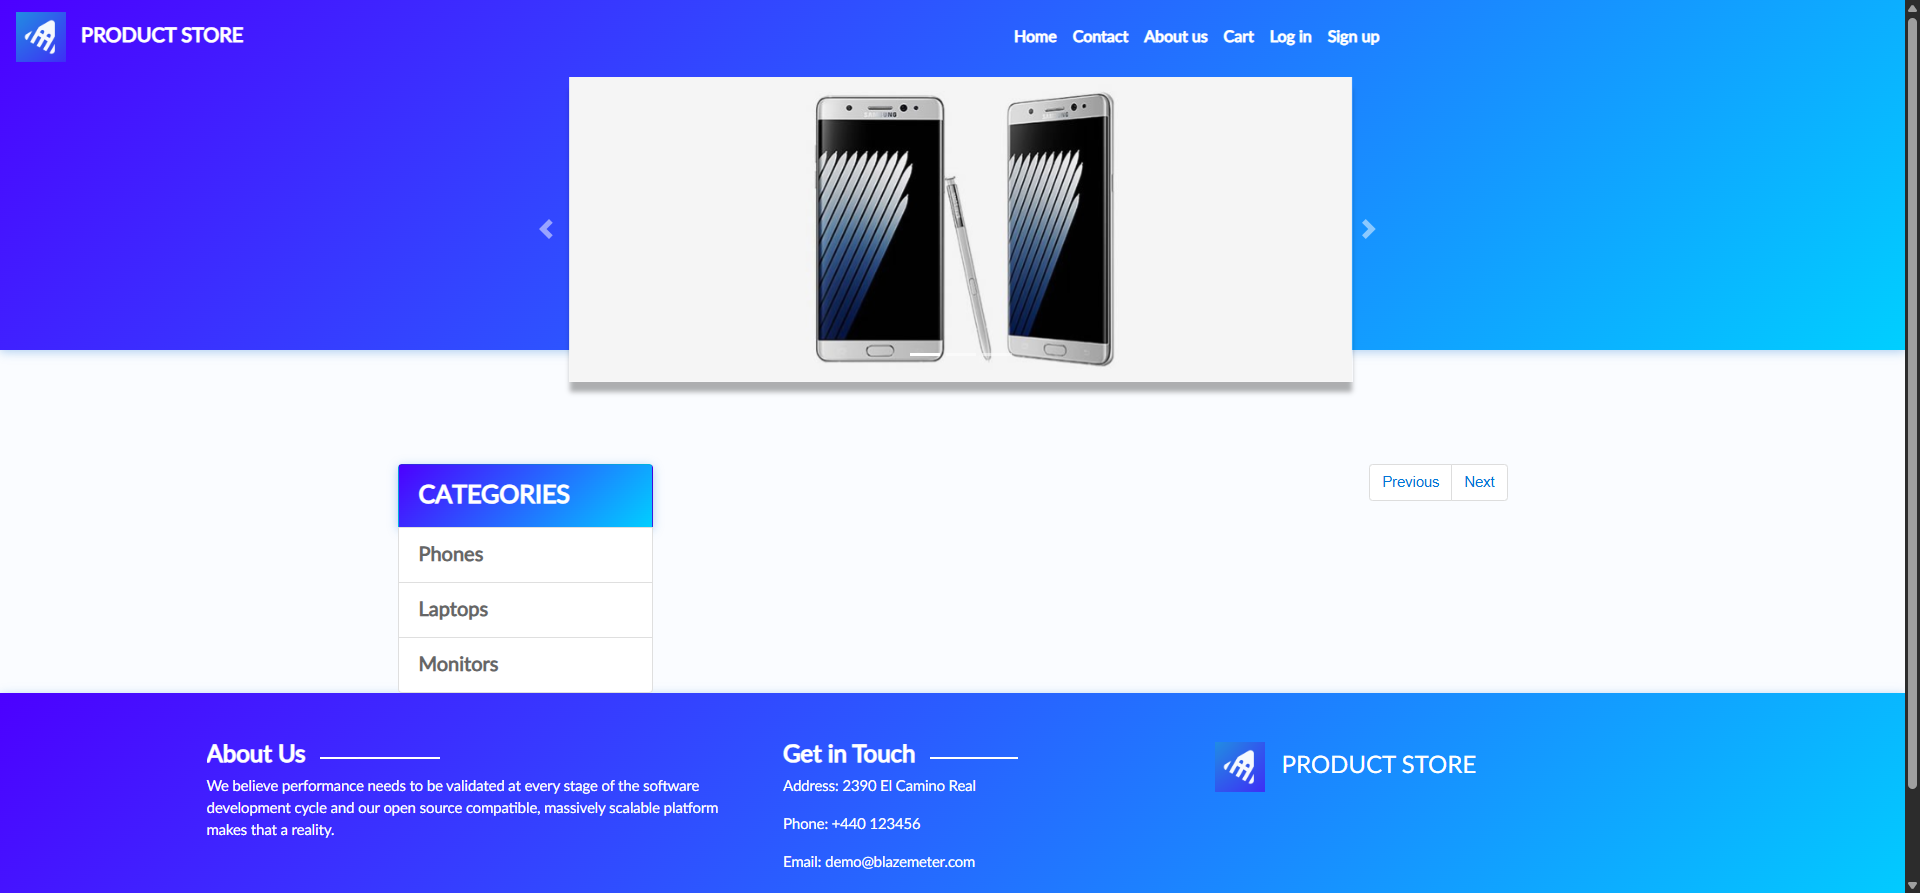 PRODUCT STORE
Home Contact About us Cart Log in Sign up
SAMSUNG
CATEGORIES
Phones
Laptops
Monitors
Previous Next
About Us
We believe performance needs to be validated at every stage of the software
development cycle and our open source compatible, massively scalable platform
makes that a reality.
Get in Touch
Address: 2390 El Camino Real
Phone: +440 123456
Email: demo@blazemeter.com
PRODUCT STORE